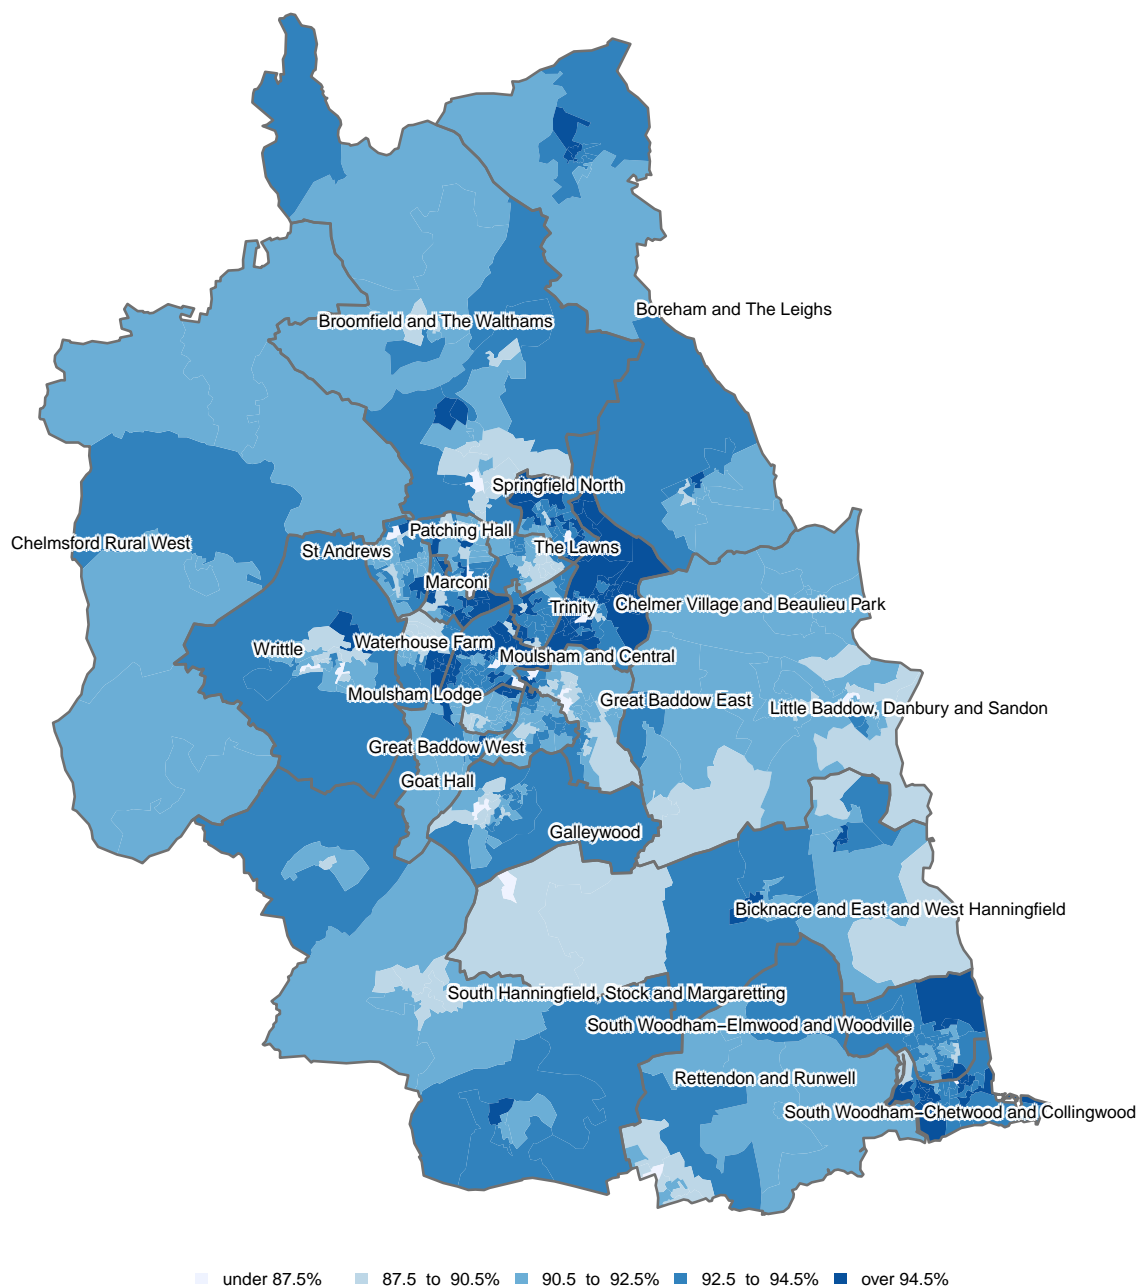 Boreham and The Leighs
Broomfield and The Walthams
Springfield North
Patching Hall
Chelmsford Rural West
St Andrews
The Lawns
Marconi
Trinity
Chelmer Village and Beaulieu Park
Waterhouse Farm
Writtle
Moulsham and Central
Moulsham Lodge
Great Baddow East
Little Baddow, Danbury and Sandon
Great Baddow West
Goat Hall
Galleywood
Bicknacre and East and West Hanningfield
South Hanningfield, Stock and Margaretting
South Woodham−Elmwood and Woodville
Rettendon and Runwell
South Woodham−Chetwood and Collingwood
under 87.5% 87.5 to 90.5% 90.5 to 92.5% 92.5 to 94.5% over 94.5%